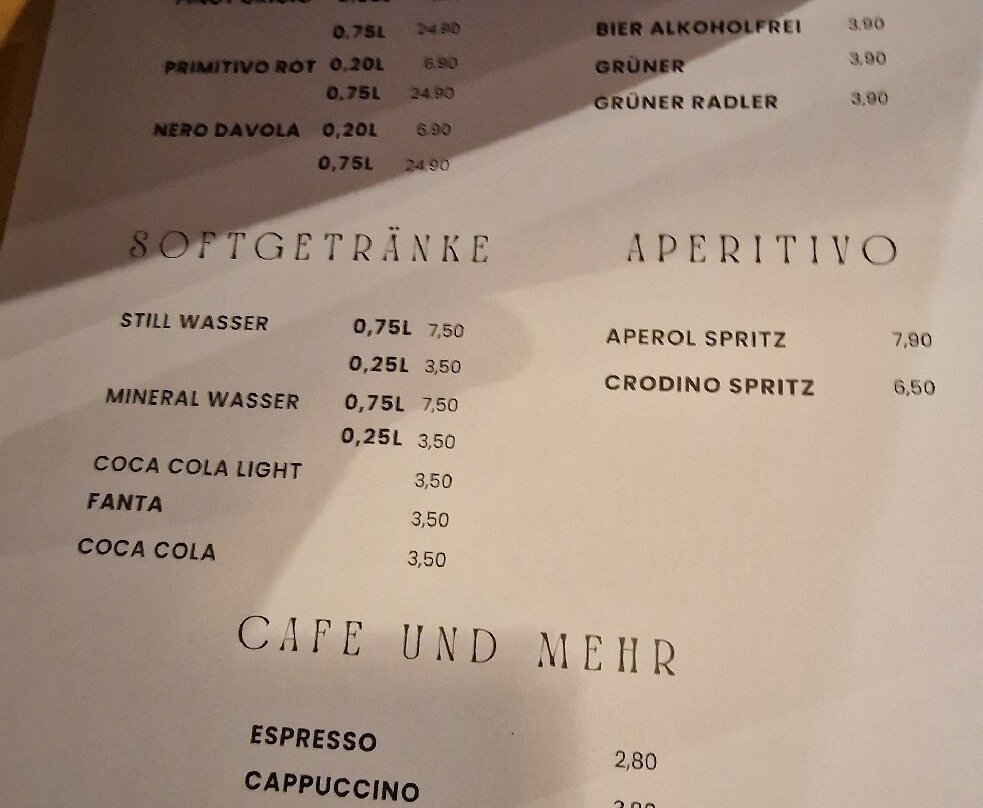 0.75L 24.90
PRIMITIVO ROT 0.20L 6.90
0.75L 24.90
NERO DAVOLA 0,20L 6.90
0,75L 24.90
BIER ALKOHOLFREI 3.90
GRÜNER 3.90
GRÜNER RADLER 3,90
SOFTGETRÄNKE
STILL WASSER 0,75L 7,50
0,25L 3,50
MINERAL WASSER 0,75L 7,50
0,25L 3,50
COCA COLA LIGHT 3,50
FANTA 3,50
COCA COLA 3,50
APERITIVO
APEROL SPRITZ 7,90
CRODINO SPRITZ 6,50
CAFE UND MEHR
ESPRESSO 2,80
CAPPUCCINO